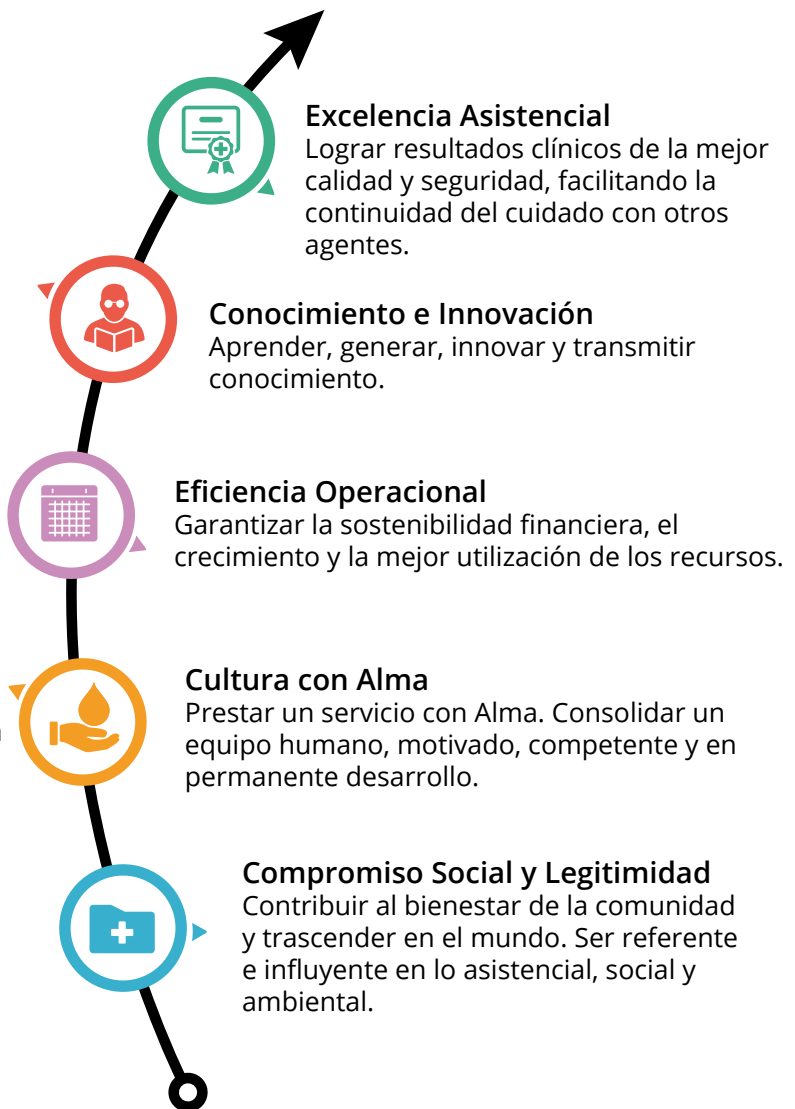 Excelencia Asistencial
Lograr resultados clínicos de la mejor
calidad y seguridad, facilitando la
continuidad del cuidado con otros
agentes.
Conocimiento e Innovación
Aprender, generar, innovar y transmitir
conocimiento.
Eficiencia Operacional
Garantizar la sostenibilidad financiera, el
crecimiento y la mejor utilización de los recursos.
Cultura con Alma
Prestar un servicio con Alma. Consolidar un
equipo humano, motivado, competente y en
permanente desarrollo.
Compromiso Social y Legitimidad
Contribuir al bienestar de la comunidad
y trascender en el mundo. Ser referente
e influyente en lo asistencial, social y
ambiental.